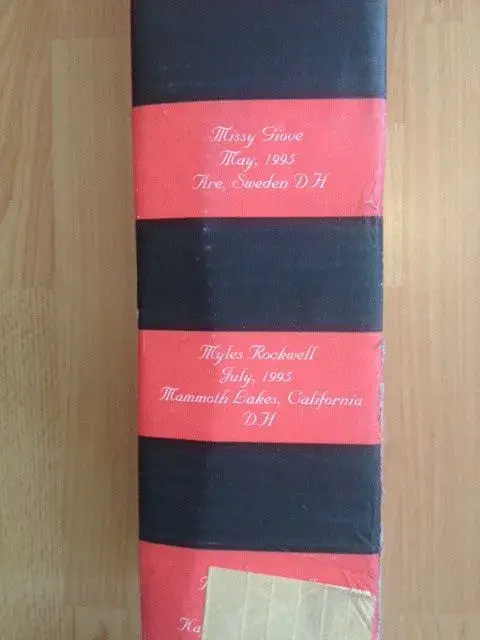 Missy Giove
May, 1995
Are, Sweden DH
Myles Rockwell
July, 1995
Mammoth Lakes, California
DH